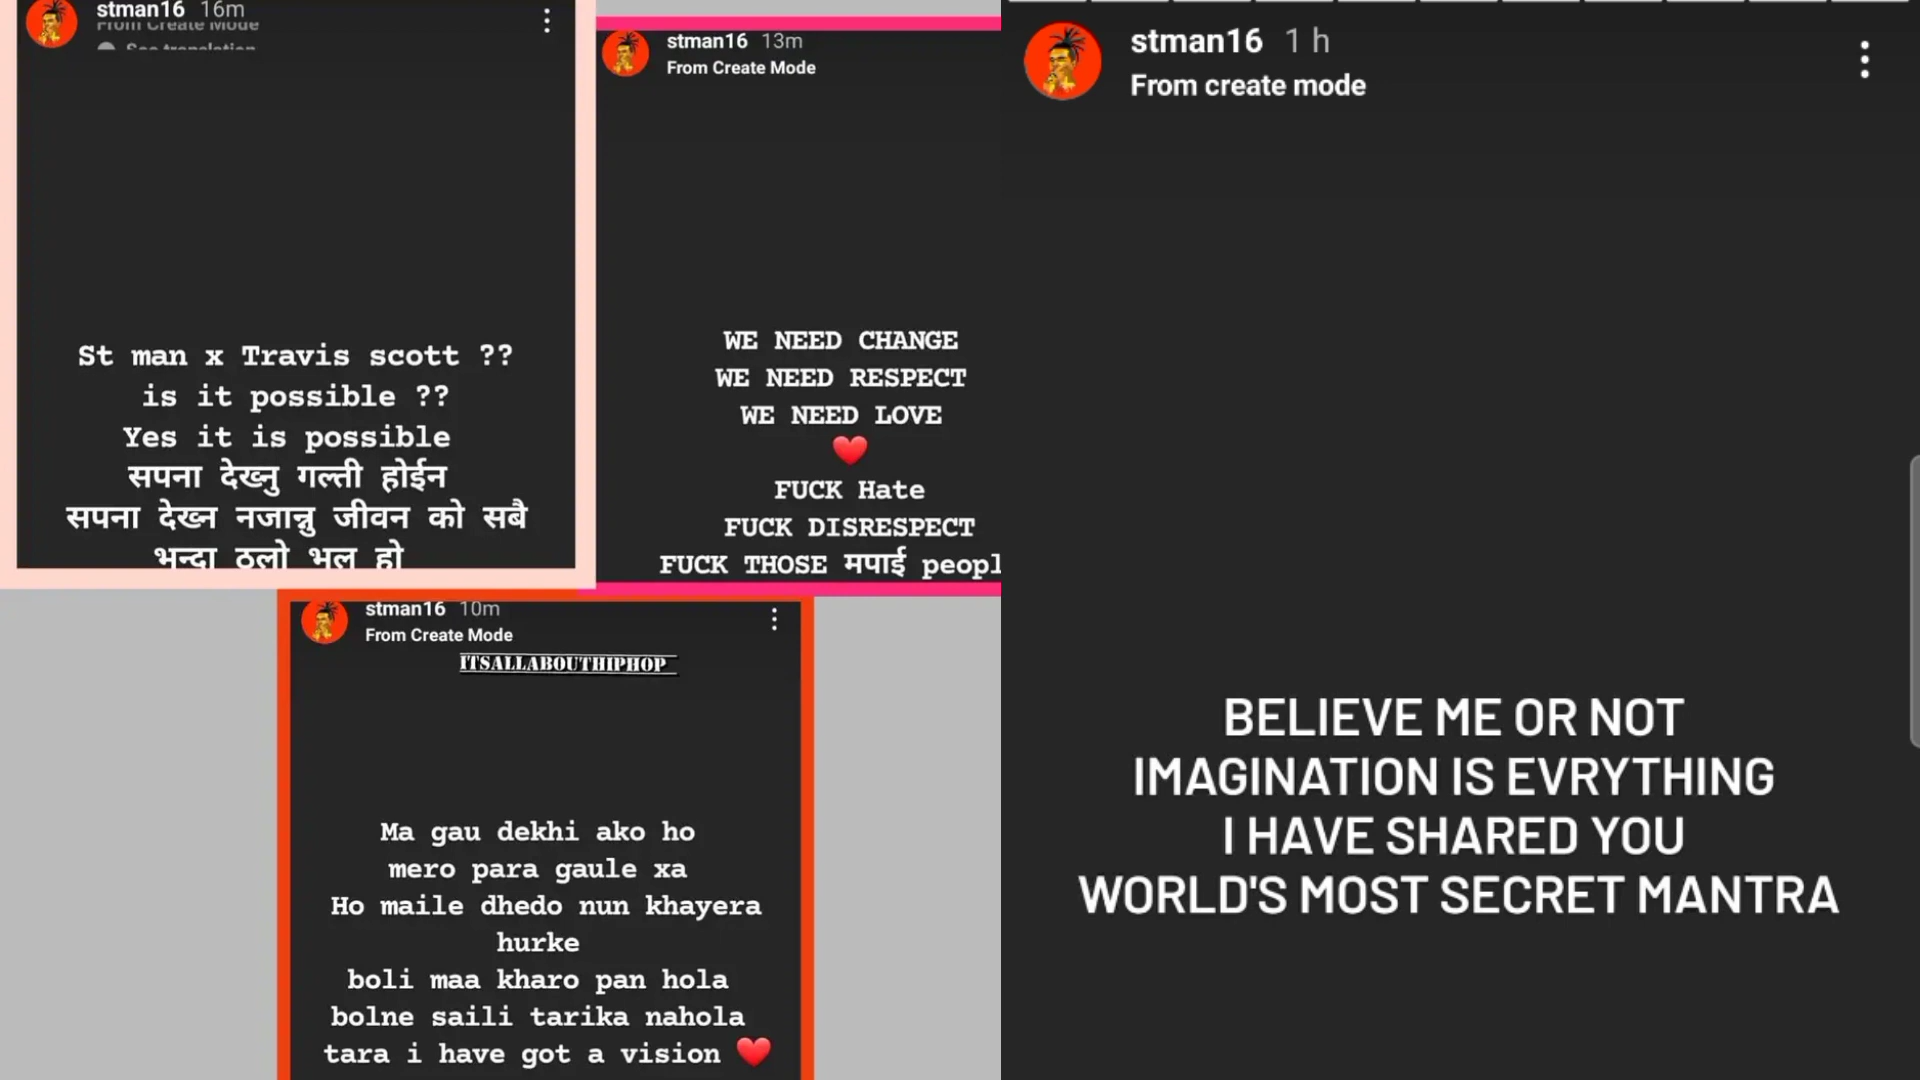 stman16 16m
From Create Mode
See translation
St man x Travis scott ??
is it possible ??
Yes it is possible
सपना देख्नु गल्ती होईन
सपना देख्न नजान्नु जीवन को सबै
भन्दा ठुलो भुल हो
stman16 13m
From Create Mode
WE NEED CHANGE
WE NEED RESPECT
WE NEED LOVE
❤️
FUCK Hate
FUCK DISRESPECT
FUCK THOSE मपाई peopl
stman16 10m
From Create Mode
ITSALLABOUTHIPHOP
Ma gau dekhi ako ho
mero para gaule xa
Ho maile dhedo nun khayera
hurke
boli maa kharo pan hola
bolne saili tarika nahola
tara i have got a vision ❤️
stman16 1 h
From create mode
BELIEVE ME OR NOT
IMAGINATION IS EVRYTHING
I HAVE SHARED YOU
WORLD'S MOST SECRET MANTRA